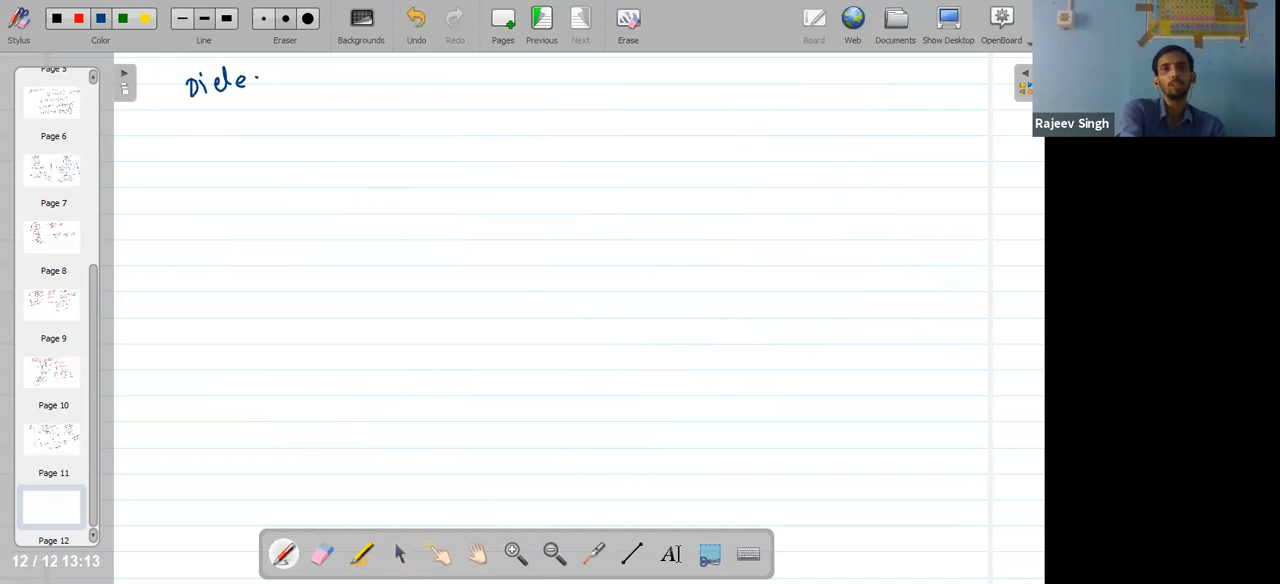 Stylus
Color
Line
Eraser
Backgrounds
Undo
Redo
Pages
Previous
Next
Erase
Board
Web
Documents
Show Desktop
OpenBoard
Rajeev Singh
Diele
Page 5
Page 6
Page 7
Page 8
Page 9
Page 10
Page 11
Page 12
12 / 12 13:13